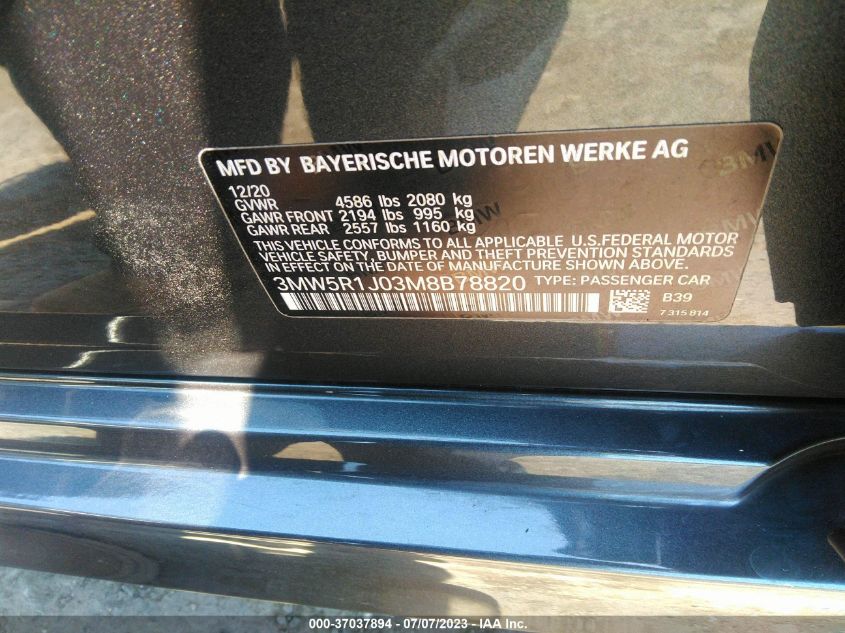 MFD BY BAYERISCHE MOTOREN WERKE AG
12/20
GVWR 4586 lbs 2080 kg
GAWR FRONT 2194 lbs 995 kg
GAWR REAR 2557 lbs 1160 kg
THIS VEHICLE CONFORMS TO ALL APPLICABLE U.S.FEDERAL MOTOR
VEHICLE SAFETY, BUMPER AND THEFT PREVENTION STANDARDS
IN EFFECT ON THE DATE OF MANUFACTURE SHOWN ABOVE.
3MW5R1J03M8B78820 TYPE: PASSENGER CAR
B39
7 315 814
BMW
BMW
000-37037894 - 07/07/2023 - IAA Inc.